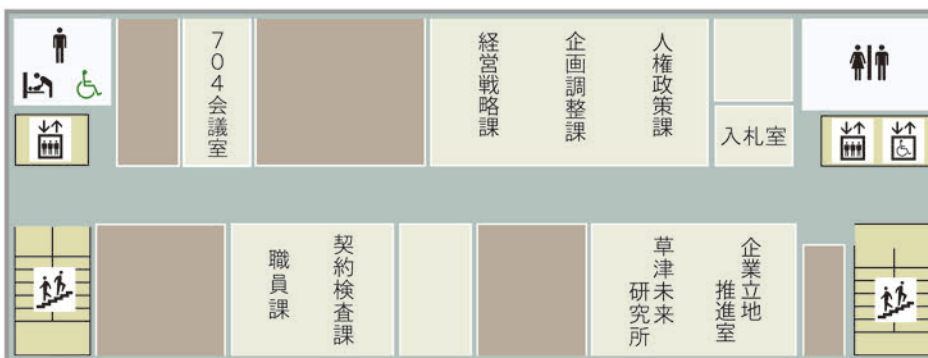 704会議室
経営戦略課
企画調整課
人権政策課
入札室
職員課
契約検査課
草津未来
研究所
企業立地
推進室